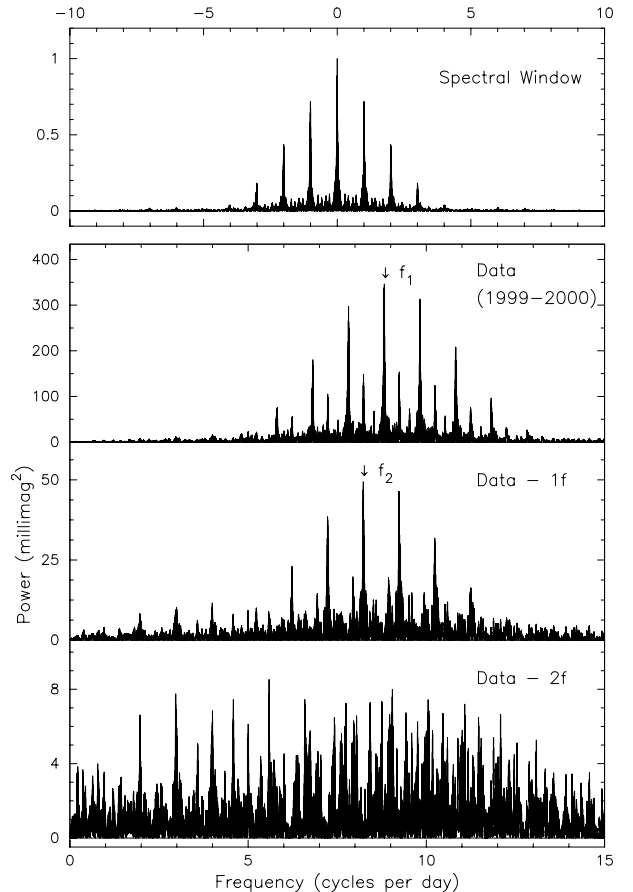 −10 −5 0 5 10
Spectral Window
1
0.5
0
400
300
200
100
0
↓ f1
Data
(1999−2000)
50
25
0
↓ f2
Data − 1f
8
4
0
Data − 2f
Power (millimag²)
0 5 10 15
Frequency (cycles per day)